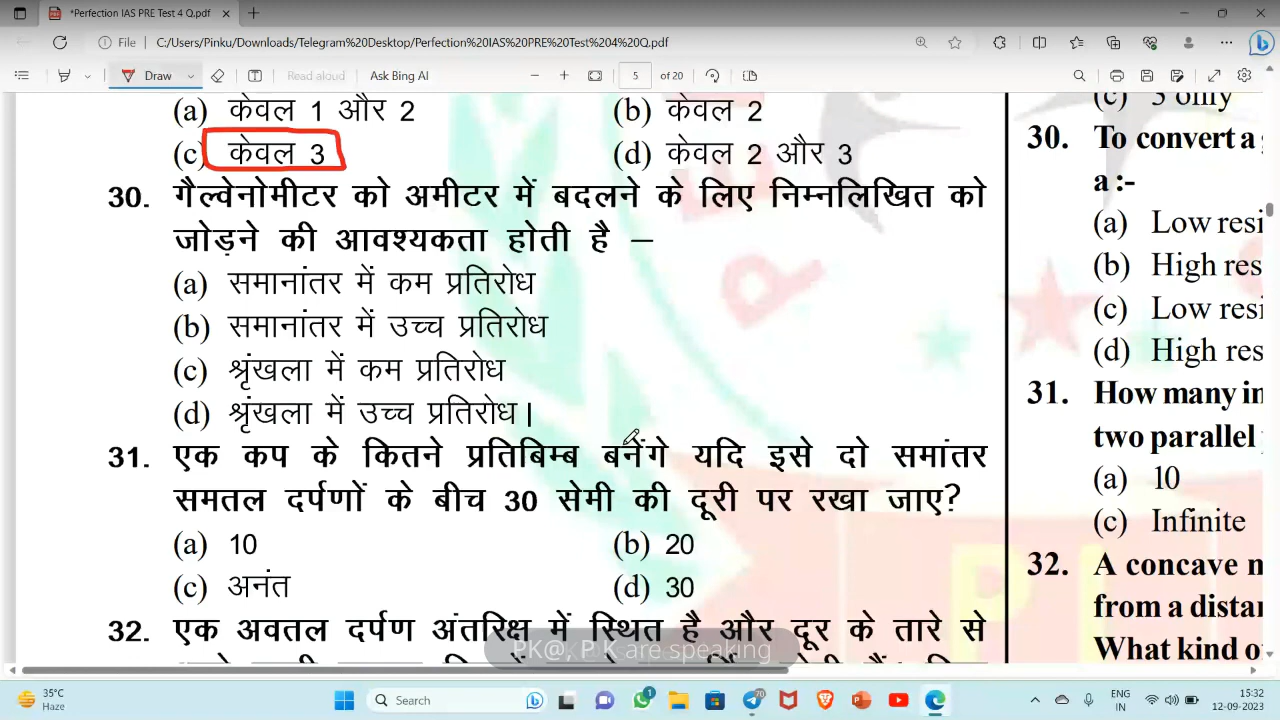 *Perfection IAS PRE Test 4 Q.pdf
File C:/Users/Pinku/Downloads/Telegram%20Desktop/Perfection%20IAS%20PRE%20Test%204%20Q.pdf
Draw Read aloud Ask Bing AI 5 of 20
(a) केवल 1 और 2 (b) केवल 2
(c) केवल 3 (d) केवल 2 और 3
30. गैल्वेनोमीटर को अमीटर में बदलने के लिए निम्नलिखित को
जोड़ने की आवश्यकता होती है –
(a) समानांतर में कम प्रतिरोध
(b) समानांतर में उच्च प्रतिरोध
(c) श्रृंखला में कम प्रतिरोध
(d) श्रृंखला में उच्च प्रतिरोध।
31. एक कप के कितने प्रतिबिम्ब बनेंगे यदि इसे दो समांतर
समतल दर्पणों के बीच 30 सेमी की दूरी पर रखा जाए?
(a) 10 (b) 20
(c) अनंत (d) 30
32. एक अवतल दर्पण अंतरिक्ष में स्थित है और दूर के तारे से
(c) 3 only
30. To convert a
a :-
(a) Low resi
(b) High res
(c) Low resi
(d) High res
31. How many in
two parallel
(a) 10
(c) Infinite
32. A concave n
from a distan
What kind o
PK@, P K are speaking
35°C
Haze
Search
1
70
ENG
IN
15:32
12-09-2023